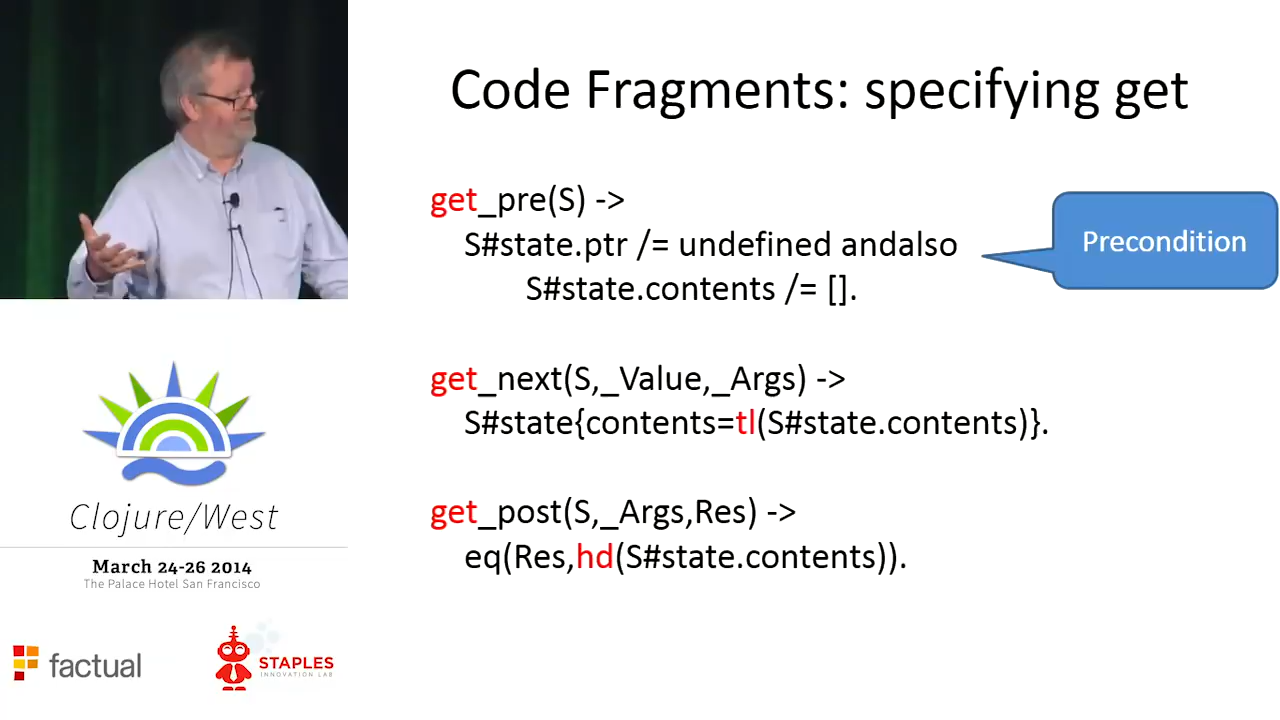 Code Fragments: specifying get
get_pre(S) ->
S#state.ptr /= undefined andalso
S#state.contents /= [].
Precondition
get_next(S,_Value,_Args) ->
S#state{contents=tl(S#state.contents)}.
get_post(S,_Args,Res) ->
eq(Res,hd(S#state.contents)).
Clojure/West
March 24-26 2014
The Palace Hotel San Francisco
factual
STAPLES
INNOVATION LAB